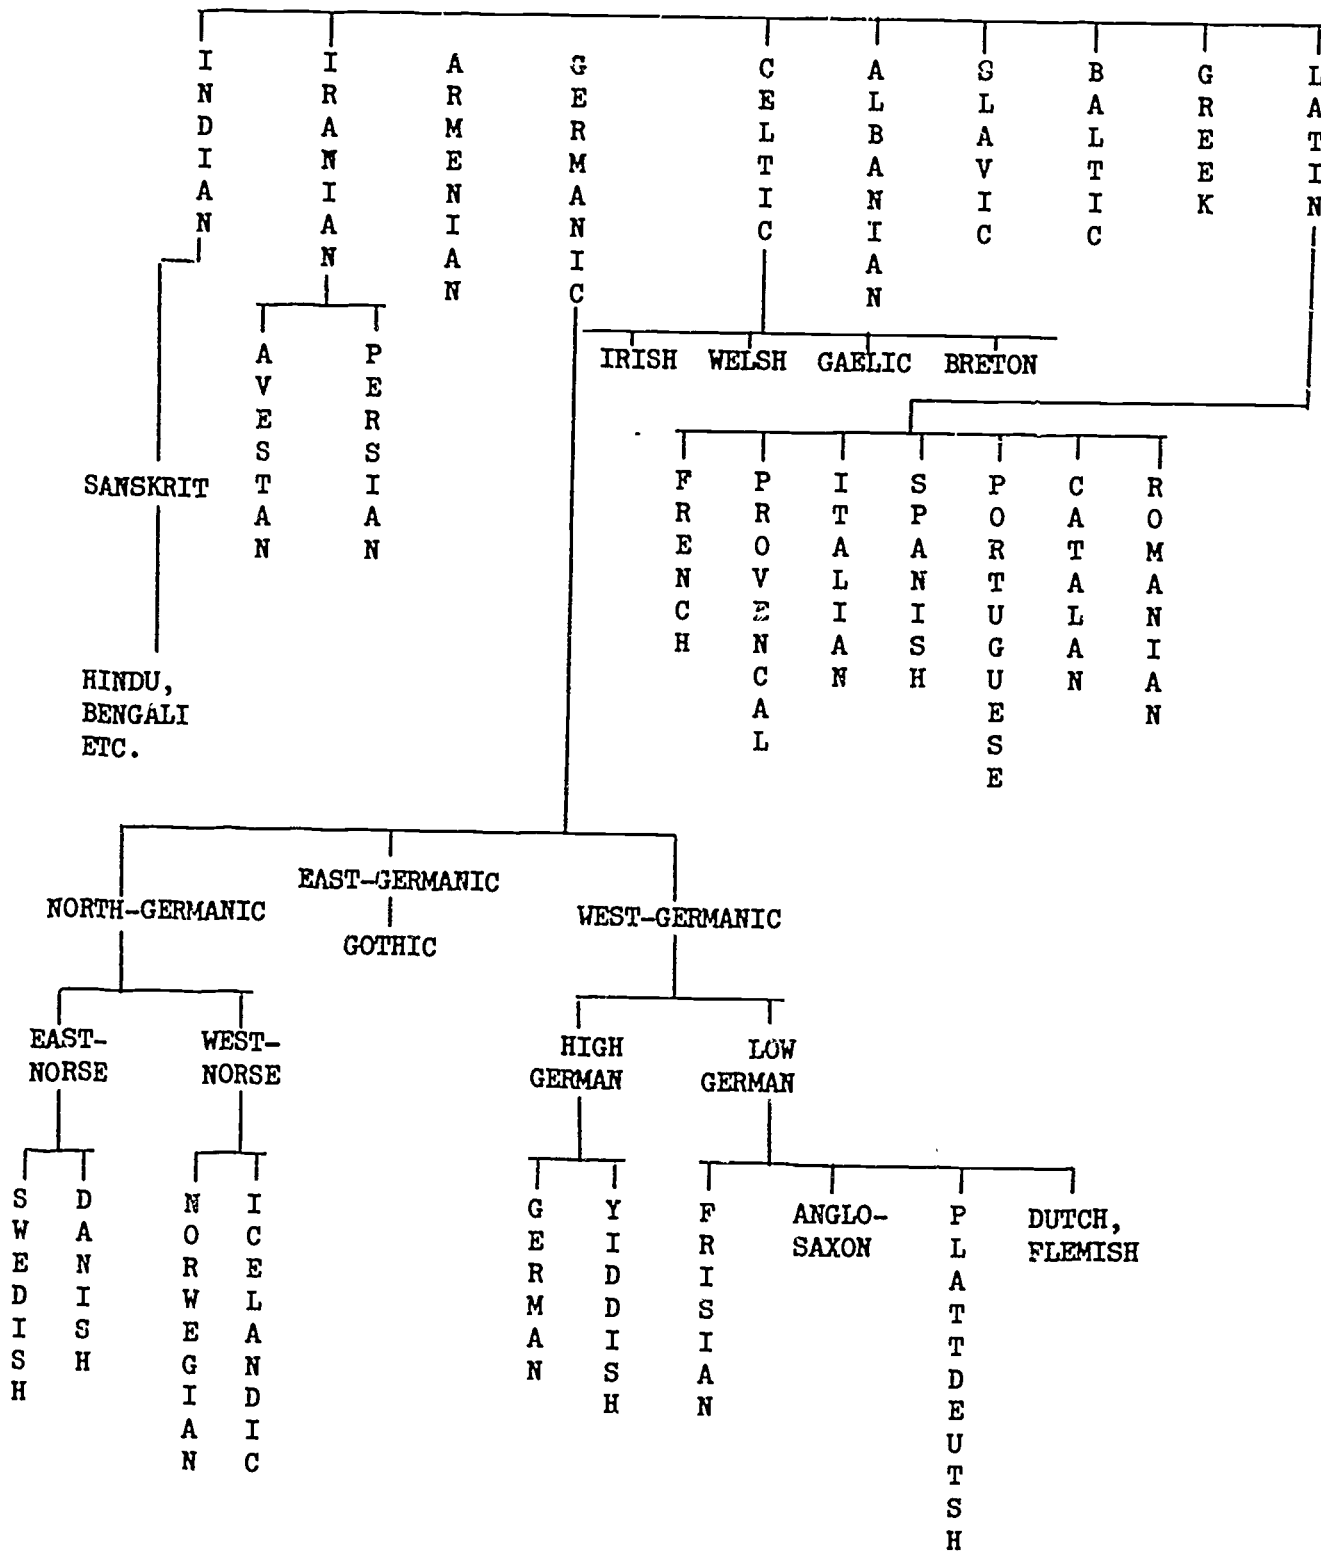 INDIAN
IRANIAN
ARMENIAN
GERMANIC
CELTIC
ALBANIAN
SLAVIC
BALTIC
GREEK
LATIN
AVESTAN
PERSIAN
IRISH WELSH GAELIC BRETON
SANSKRIT
FRENCH
PROVENCAL
ITALIAN
SPANISH
PORTUGUESE
CATALAN
ROMANIAN
HINDU,
BENGALI
ETC.
NORTH-GERMANIC
EAST-GERMANIC
GOTHIC
WEST-GERMANIC
EAST-
NORSE
WEST-
NORSE
HIGH
GERMAN
LOW
GERMAN
SWEDISH
DANISH
NORWEGIAN
ICELANDIC
GERMAN
YIDDISH
FRISIAN
ANGLO-
SAXON
PLATTDEUTSH
DUTCH,
FLEMISH